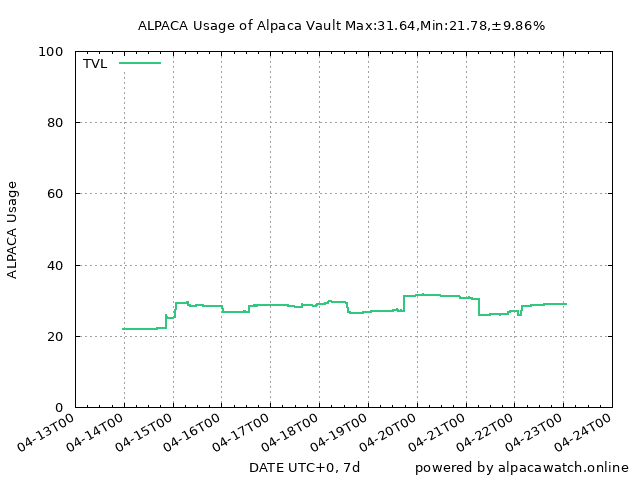 ALPACA Usage of Alpaca Vault Max:31.64,Min:21.78,±9.86%
TVL
100
80
60
40
20
0
ALPACA Usage
04-13T00
04-14T00
04-15T00
04-16T00
04-17T00
04-18T00
04-19T00
04-20T00
04-21T00
04-22T00
04-23T00
04-24T00
DATE UTC+0, 7d
powered by alpacawatch.online